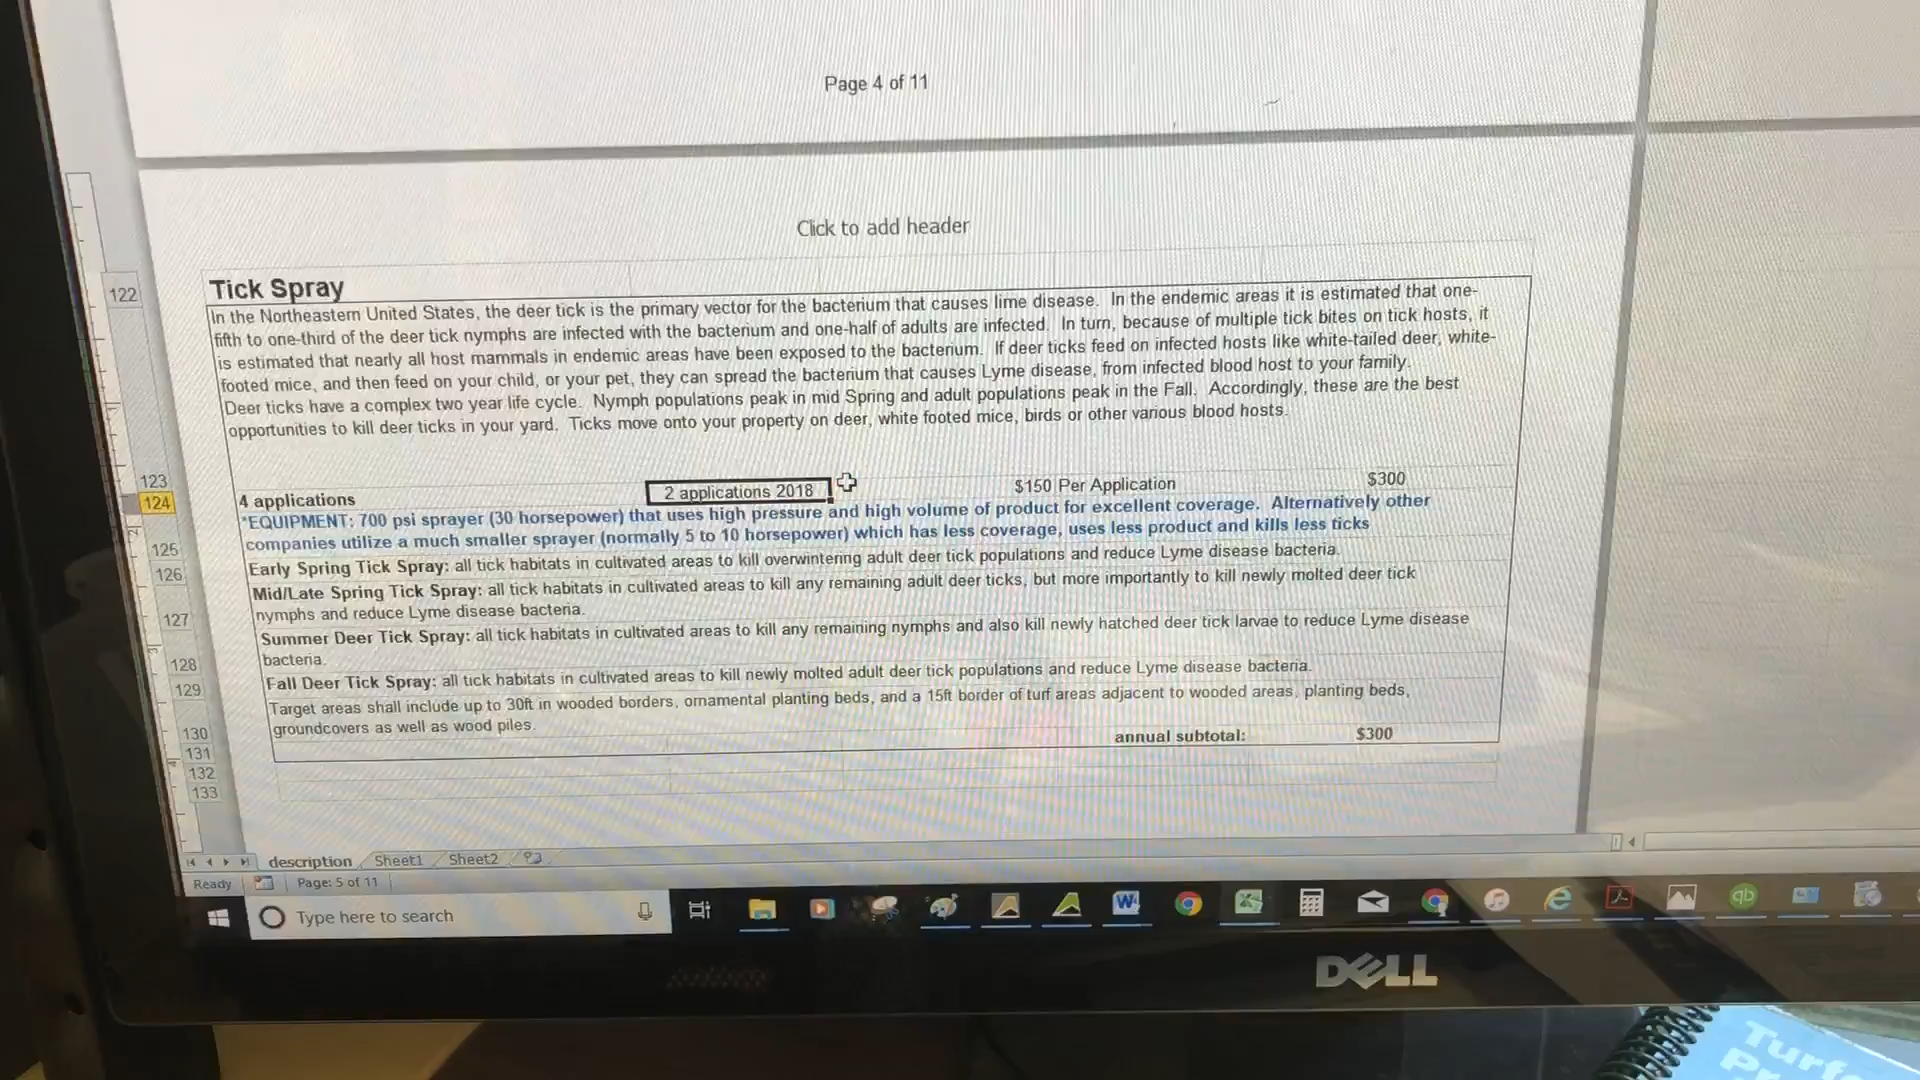 Page 4 of 11
Click to add header
122
Tick Spray
In the Northeastern United States, the deer tick is the primary vector for the bacterium that causes lime disease. In the endemic areas it is estimated that one-
fifth to one-third of the deer tick nymphs are infected with the bacterium and one-half of adults are infected. In turn, because of multiple tick bites on tick hosts, it
is estimated that nearly all host mammals in endemic areas have been exposed to the bacterium. If deer ticks feed on infected hosts like white-tailed deer, white-
footed mice, and then feed on your child, or your pet, they can spread the bacterium that causes Lyme disease, from infected blood host to your family.
Deer ticks have a complex two year life cycle. Nymph populations peak in mid Spring and adult populations peak in the Fall. Accordingly, these are the best
opportunities to kill deer ticks in your yard. Ticks move onto your property on deer, white footed mice, birds or other various blood hosts.
123
124
4 applications 2 applications 2018 $150 Per Application $300
*EQUIPMENT: 700 psi sprayer (30 horsepower) that uses high pressure and high volume of product for excellent coverage. Alternatively other
companies utilize a much smaller sprayer (normally 5 to 10 horsepower) which has less coverage, uses less product and kills less ticks
125
Early Spring Tick Spray: all tick habitats in cultivated areas to kill overwintering adult deer tick populations and reduce Lyme disease bacteria.
126
Mid/Late Spring Tick Spray: all tick habitats in cultivated areas to kill any remaining adult deer ticks, but more importantly to kill newly molted deer tick
nymphs and reduce Lyme disease bacteria.
127
Summer Deer Tick Spray: all tick habitats in cultivated areas to kill any remaining nymphs and also kill newly hatched deer tick larvae to reduce Lyme disease
bacteria.
128
Fall Deer Tick Spray: all tick habitats in cultivated areas to kill newly molted adult deer tick populations and reduce Lyme disease bacteria.
129
Target areas shall include up to 30ft in wooded borders, ornamental planting beds, and a 15ft border of turf areas adjacent to wooded areas, planting beds,
groundcovers as well as wood piles.
130
annual subtotal: $300
131
132
133
description Sheet1 Sheet2
Ready Page: 5 of 11
Type here to search
W
qb
DELL
Turf